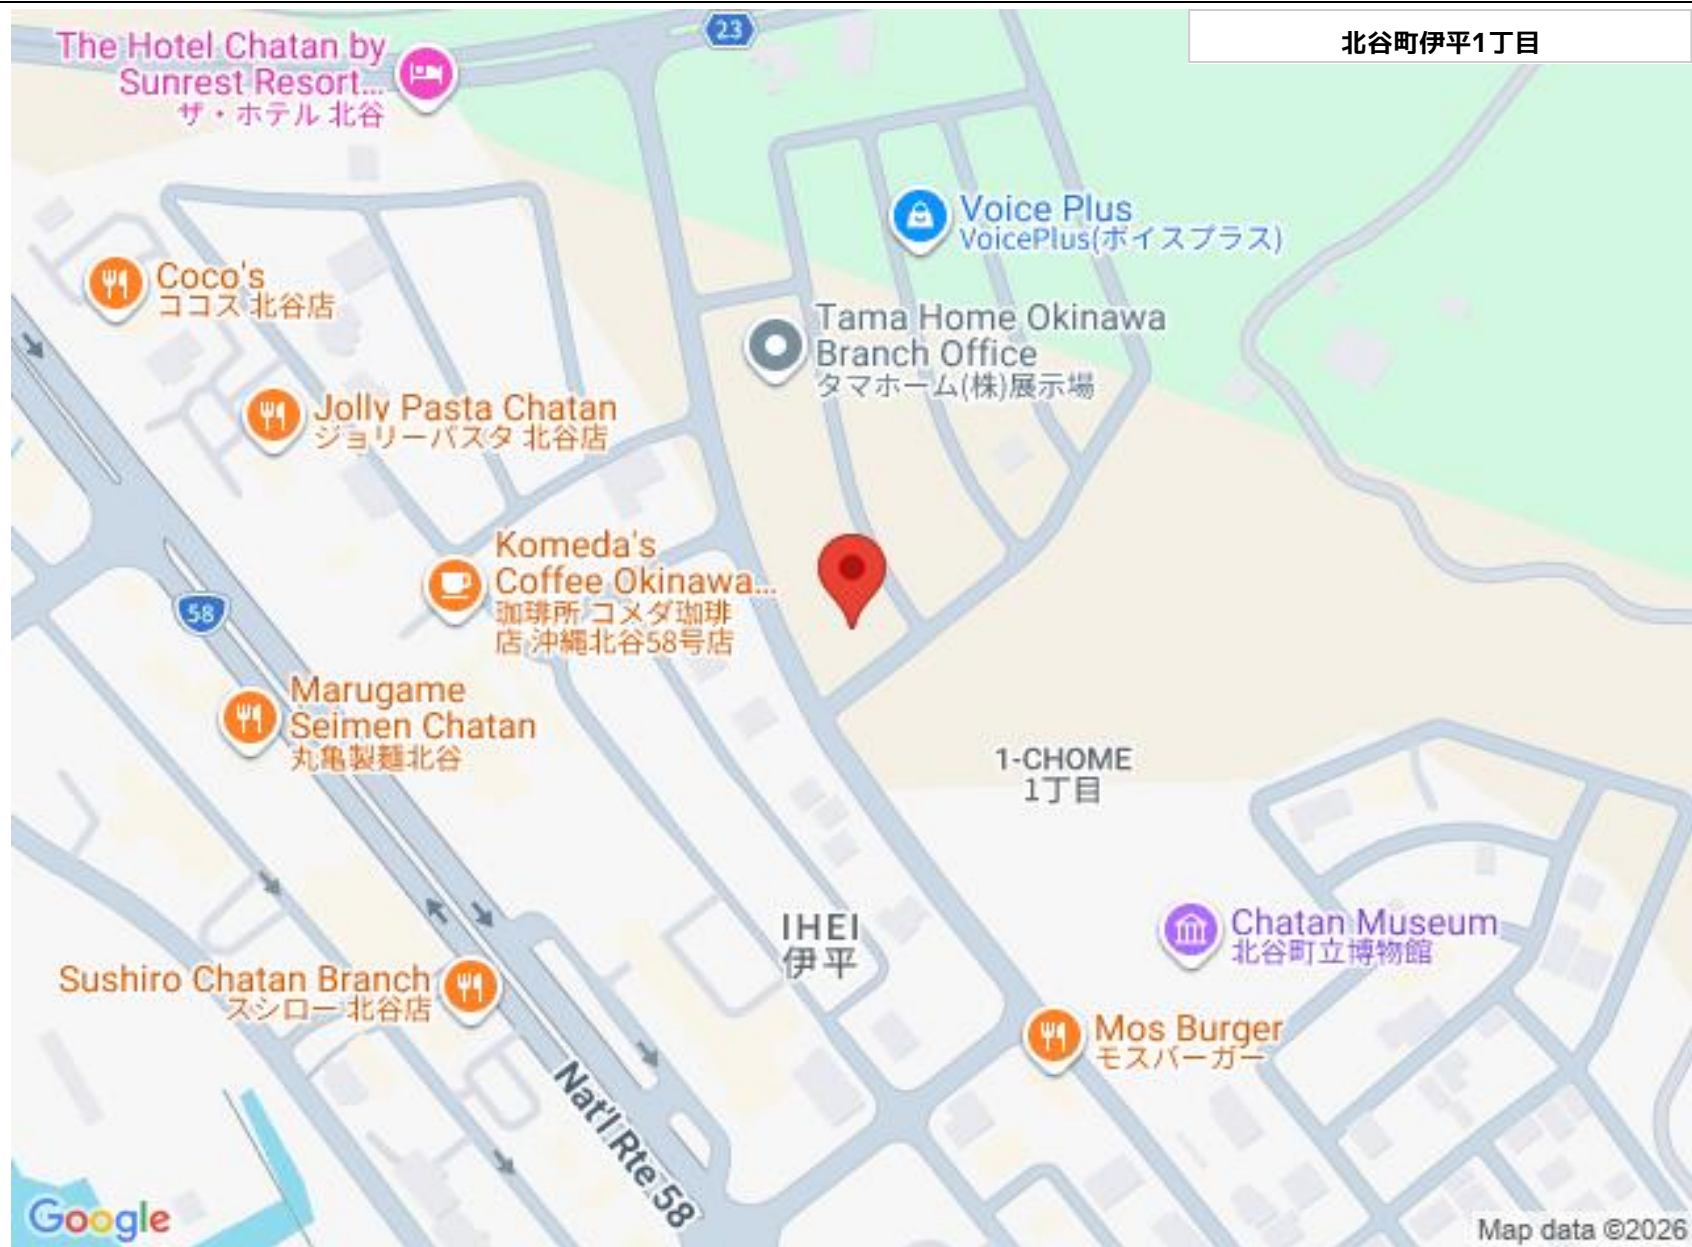 北谷町伊平1丁目
23
The Hotel Chatan by
Sunrest Resort...
ザ・ホテル 北谷
Voice Plus
VoicePlus(ボイスプラス)
Coco's
ココス 北谷店
Tama Home Okinawa
Branch Office
タマホーム(株)展示場
Jolly Pasta Chatan
ジョリーパスタ 北谷店
Komeda's
Coffee Okinawa...
珈琲所 コメダ珈琲
店 沖縄北谷58号店
58
Marugame
Seimen Chatan
丸亀製麺北谷
1-CHOME
1丁目
IHEI
伊平
Chatan Museum
北谷町立博物館
Sushiro Chatan Branch
スシロー 北谷店
Mos Burger
モスバーガー
Nat'l Rte 58
Google
Map data ©2026